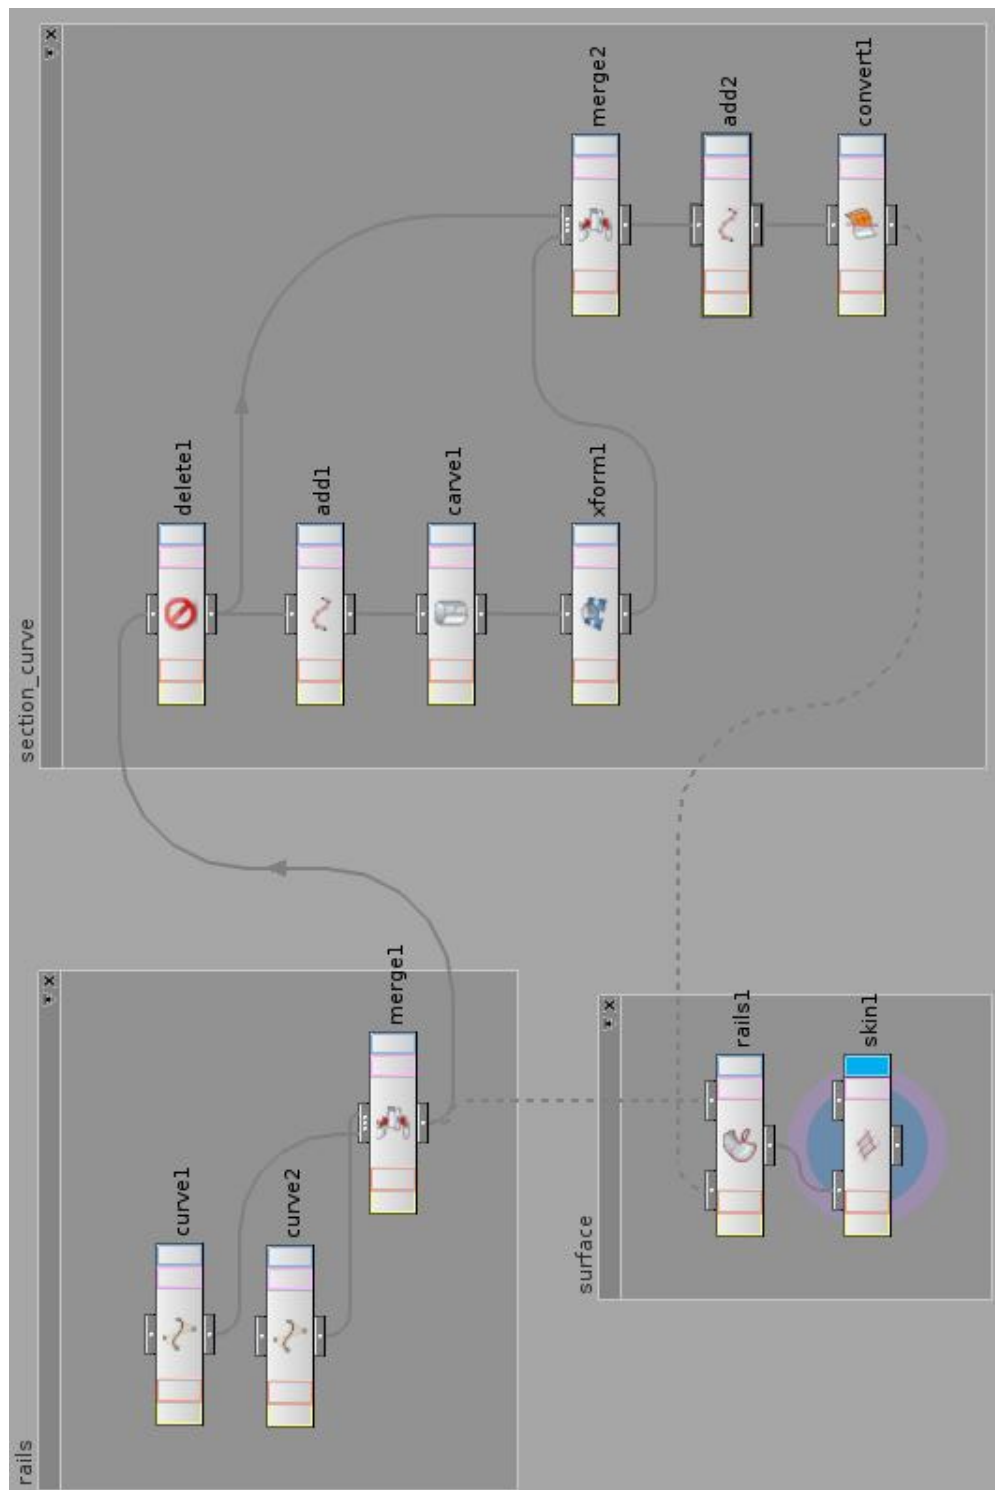 rails
curve1
curve2
merge1
section_curve
delete1
add1
carve1
xform1
merge2
add2
convert1
surface
rails1
skin1